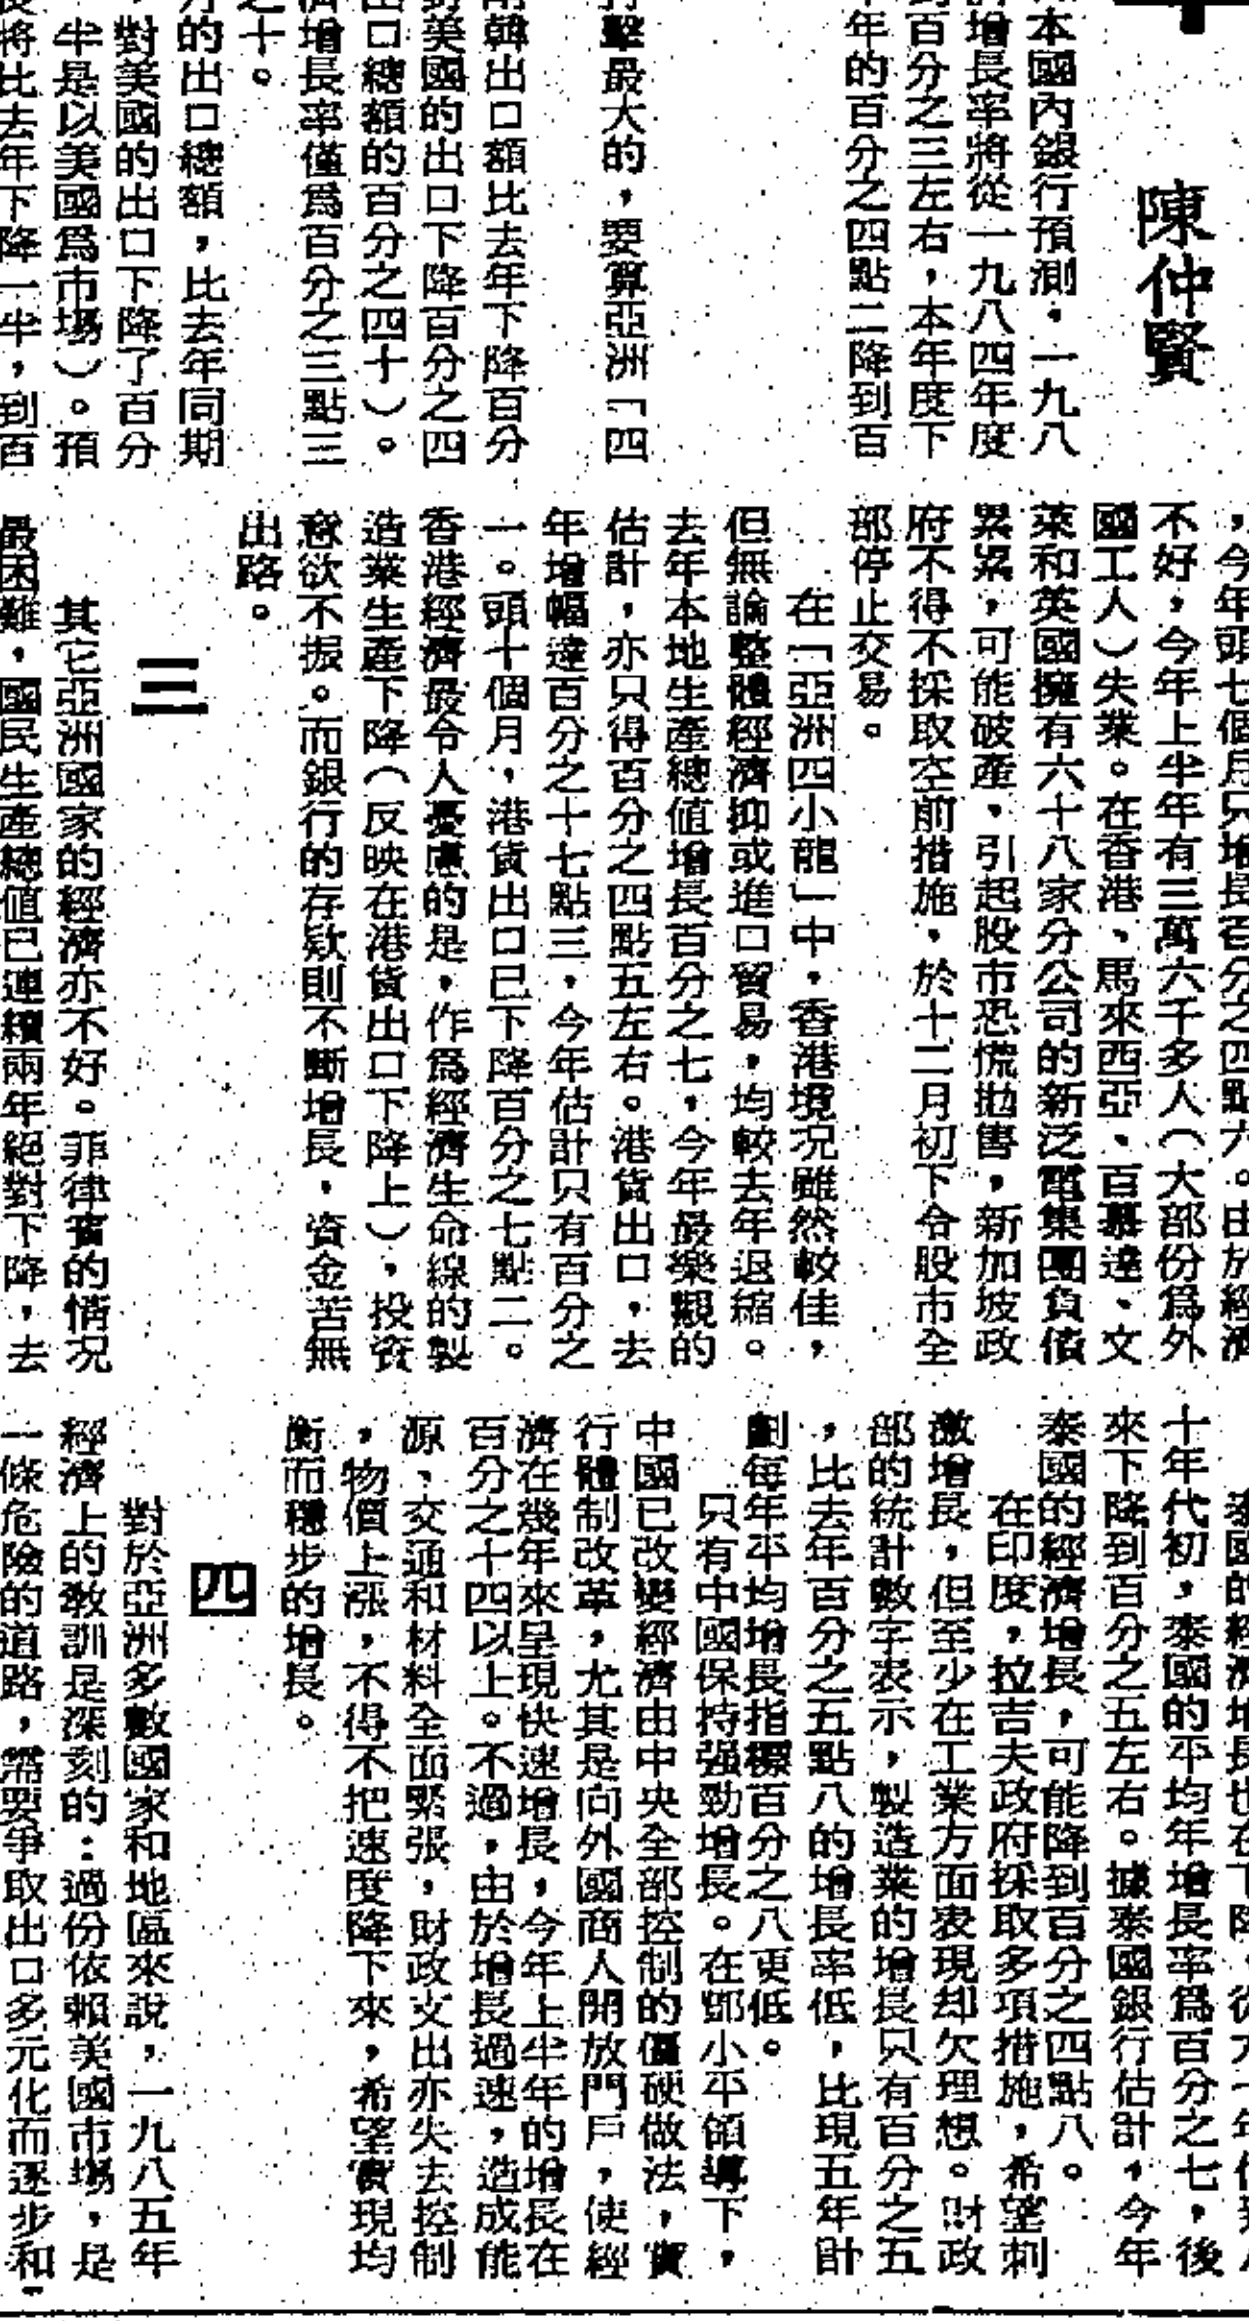 陳仲賢
本國內銀行預測，一九八
增長率將從一九八四年度
到百分之三左右，本年度下
年的百分之四點二降到百
打擊最大的，要算亞洲「四
南韓出口額比去年下降百分
對美國的出口下降百分之四
出口總額的百分之四十）。
濟增長率僅爲百分之三點三
之十。
月的出口總額，比去年同期
，對美國的出口下降了百分
半是以美國爲市場）。預
長將比去年下降一半，到百
，今年頭七個月只增長百分之四點六。由於經濟
不好，今年上半年有三萬六千多人（大部份爲外
國工人）失業。在香港、馬來西亞、百慕達、文
萊和英國擁有六十八家分公司的新泛電集團負債
累累，可能破產，引起股市恐慌拋售，新加坡政
府不得不採取空前措施，於十二月初下令股市全
部停止交易。
在「亞洲四小龍」中，香港境況雖然較佳，
但無論整體經濟抑或進口貿易，均較去年退縮。
去年本地生產總值增長百分之七，今年最樂觀的
估計，亦只得百分之四點五左右。港貨出口，去
年增幅達百分之十七點三，今年估計只有百分之
一。頭十個月，港貨出口已下降百分之七點二。
香港經濟最令人憂慮的是，作爲經濟生命線的製
造業生產下降（反映在港貨出口下降上），投資
意欲不振。而銀行的存欵則不斷增長，資金苦無
出路。
三
其它亞洲國家的經濟亦不好。菲律賓的情況
最困難，國民生產總值已連續兩年絕對下降，去
泰國的經濟增長也在下降，從六十年代至八
十年代初，泰國的平均年增長率爲百分之七，後
來下降到百分之五左右。據泰國銀行估計，今年
泰國的經濟增長，可能降到百分之四點八。
在印度，拉吉夫政府採取多項措施，希望刺
激增長，但至少在工業方面表現却欠理想。財政
部的統計數字表示，製造業的增長只有百分之五
，比去年百分之五點八的增長率低，比現五年計
劃每年平均增長指標百分之八更低。
只有中國保持强勁增長。在鄧小平領導下，
中國已改變經濟由中央全部控制的僵硬做法，實
行體制改革，尤其是向外國商人開放門戶，使經
濟在幾年來呈現快速增長，今年上半年的增長在
百分之十四以上。不過，由於增長過速，造成能
源、交通和材料全面緊張，財政支出亦失去控制
，物價上漲，不得不把速度降下來，希望實現均
衡而穩步的增長。
四
對於亞洲多數國家和地區來說，一九八五年
經濟上的教訓是深刻的：過份依賴美國市場，是
一條危險的道路，需要爭取出口多元化而逐步和